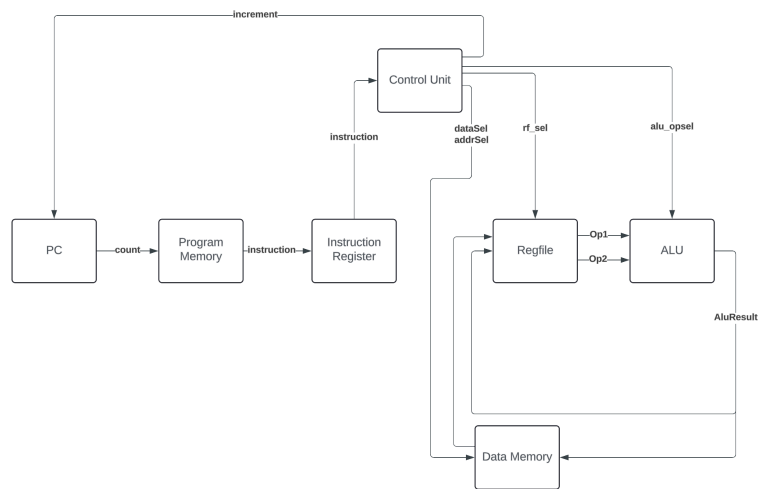 increment
Control Unit
instruction
dataSel
addrSel
rf_sel
alu_opsel
PC
count
Program
Memory
instruction
Instruction
Register
Regfile
Op1
Op2
ALU
AluResult
Data Memory